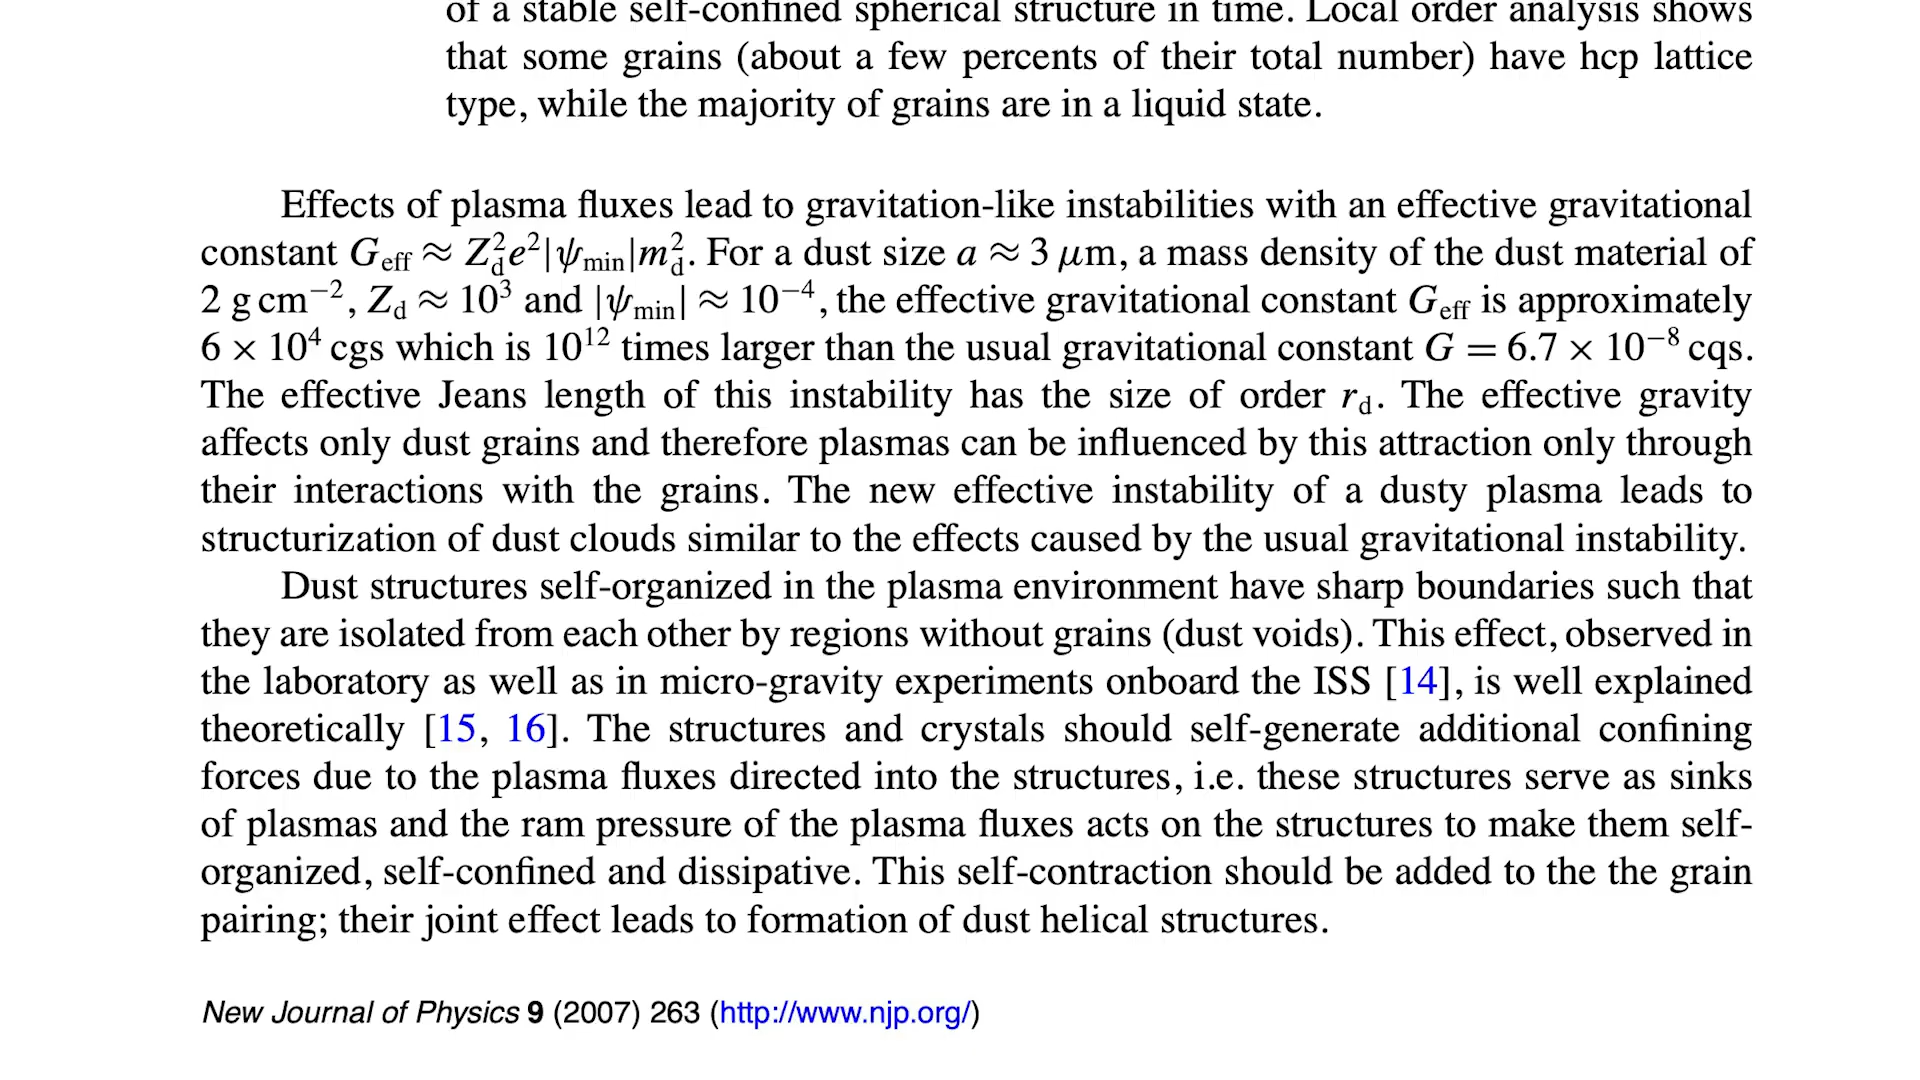 of a stable self-confined spherical structure in time. Local order analysis shows
that some grains (about a few percents of their total number) have hcp lattice
type, while the majority of grains are in a liquid state.
Effects of plasma fluxes lead to gravitation-like instabilities with an effective gravitational
constant G_eff ≈ Z_d^2e^2|ψ_min|m_d^2. For a dust size a ≈ 3 μm, a mass density of the dust material of
2 g cm^−2, Z_d ≈ 10^3 and |ψ_min| ≈ 10^−4, the effective gravitational constant G_eff is approximately
6 × 10^4 cgs which is 10^12 times larger than the usual gravitational constant G = 6.7 × 10^−8 cqs.
The effective Jeans length of this instability has the size of order r_d. The effective gravity
affects only dust grains and therefore plasmas can be influenced by this attraction only through
their interactions with the grains. The new effective instability of a dusty plasma leads to
structurization of dust clouds similar to the effects caused by the usual gravitational instability.
Dust structures self-organized in the plasma environment have sharp boundaries such that
they are isolated from each other by regions without grains (dust voids). This effect, observed in
the laboratory as well as in micro-gravity experiments onboard the ISS [14], is well explained
theoretically [15, 16]. The structures and crystals should self-generate additional confining
forces due to the plasma fluxes directed into the structures, i.e. these structures serve as sinks
of plasmas and the ram pressure of the plasma fluxes acts on the structures to make them self-
organized, self-confined and dissipative. This self-contraction should be added to the the grain
pairing; their joint effect leads to formation of dust helical structures.
New Journal of Physics 9 (2007) 263 (http://www.njp.org/)